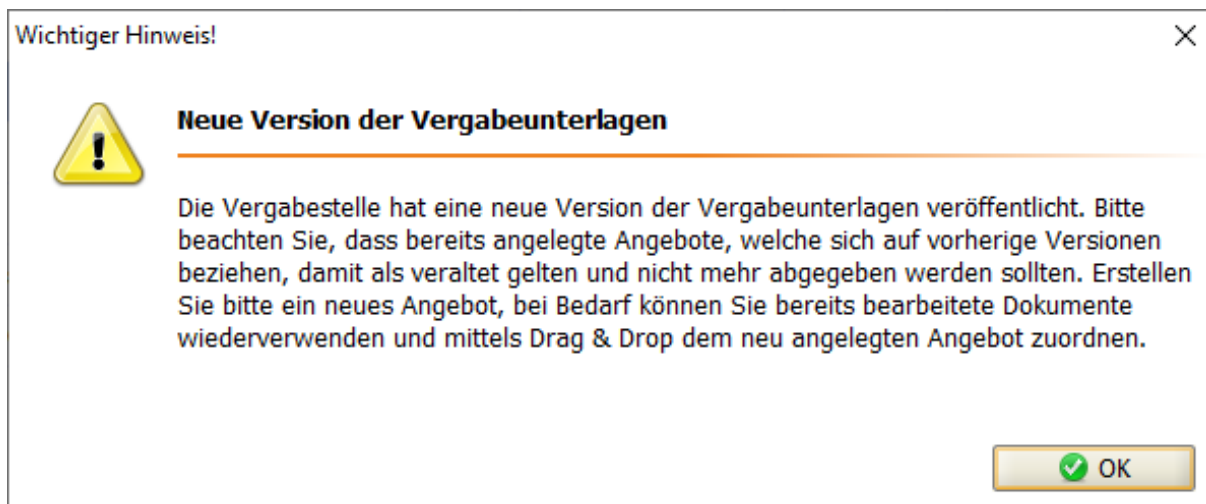 Wichtiger Hinweis!
Neue Version der Vergabeunterlagen
Die Vergabestelle hat eine neue Version der Vergabeunterlagen veröffentlicht. Bitte
beachten Sie, dass bereits angelegte Angebote, welche sich auf vorherige Versionen
beziehen, damit als veraltet gelten und nicht mehr abgegeben werden sollten. Erstellen
Sie bitte ein neues Angebot, bei Bedarf können Sie bereits bearbeitete Dokumente
wiederverwenden und mittels Drag & Drop dem neu angelegten Angebot zuordnen.
OK